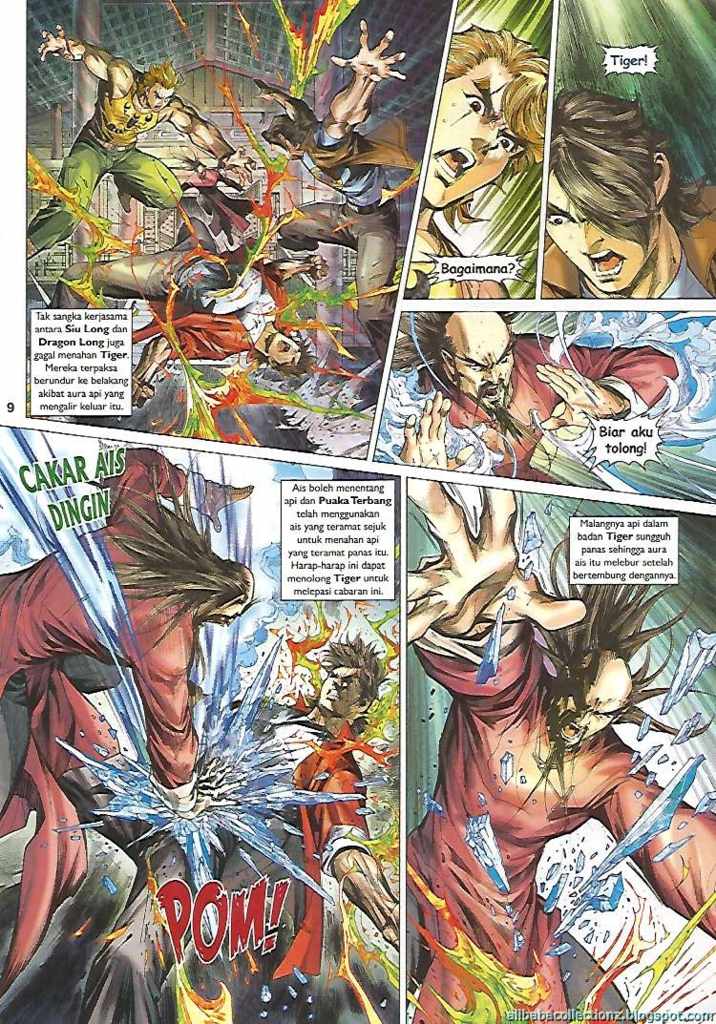 Tiger!
Bagaimana?
Tak sangka kerjasama
antara Siu Long dan
Dragon Long juga
gagal menahan Tiger.
Mereka terpaksa
berundur ke belakang
akibat aura api yang
mengalir keluar itu.
9
Biar aku
tolong!
CAKAR AIS
DINGIN
Ais boleh menentang
api dan Puaka Terbang
telah menggunakan
ais yang teramat sejuk
untuk menahan api
yang teramat panas itu.
Harap-harap ini dapat
menolong Tiger untuk
melepasi cabaran ini.
POM!
Malangnya api dalam
badan Tiger sungguh
panas sehingga aura
ais itu melebur setelah
bertembung dengannya.
alibabacollectionz.blogspot.com